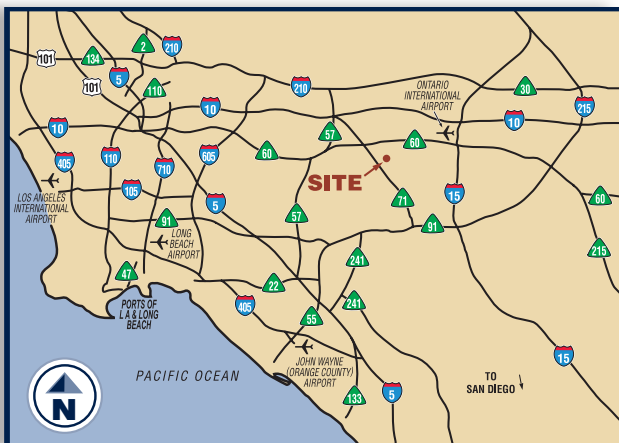 2
210
101
134
5
101
110
210
ONTARIO
INTERNATIONAL
AIRPORT
30
215
10
10
10
57
60
60
405
110
710
605
SITE
LOS ANGELES
INTERNATIONAL
AIRPORT
105
5
71
15
60
91
57
91
LONG
BEACH
AIRPORT
215
241
47
22
PORTS OF
LA & LONG
BEACH
405
241
55
JOHN WAYNE
(ORANGE COUNTY)
AIRPORT
15
PACIFIC OCEAN
TO
SAN DIEGO
133
5
N